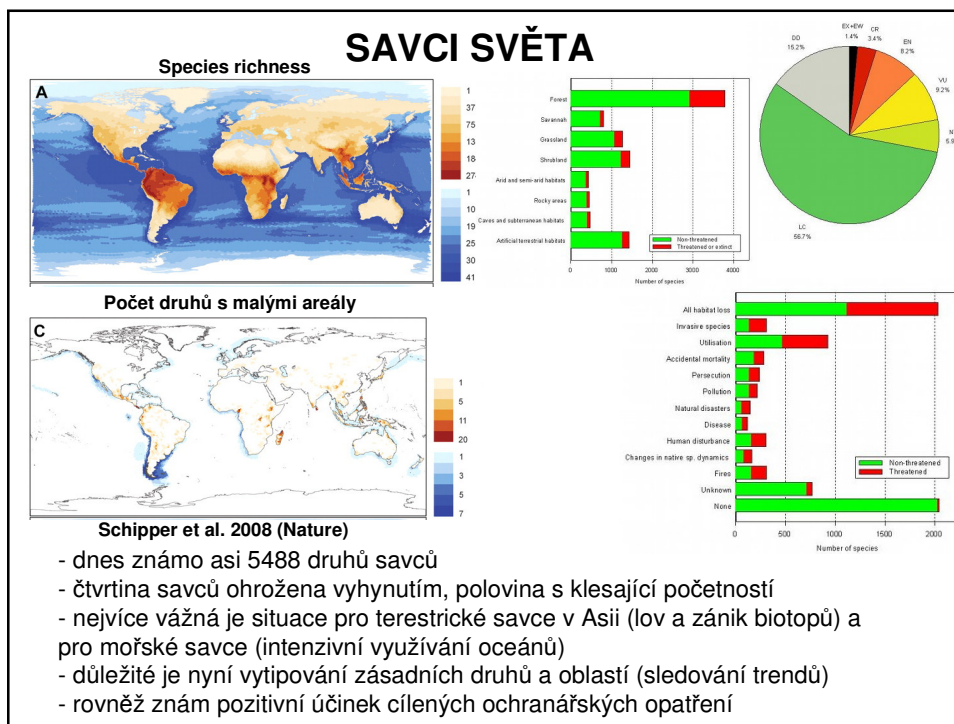 SAVCI SVĚTA
Species richness
A
1
37
75
13
18
27
1
10
19
25
30
41
Forest
Savannah
Grassland
Shrubland
Arid and semi-arid habitats
Rocky areas
Caves and subterranean habitats
Artificial terrestrial habitats
Non-threatened
Threatened or extinct
0 1000 2000 3000 4000
Number of species
EX+EW
1.4%
CR
3.4%
EN
8.2%
VU
9.2%
DD
15.2%
LC
56.7%
Počet druhů s malými areály
C
1
5
11
20
1
3
5
7
Schipper et al. 2008 (Nature)
All habitat loss
Invasive species
Utilisation
Accidental mortality
Persecution
Pollution
Natural disasters
Disease
Human disturbance
Changes in native sp. dynamics
Fires
Unknown
None
Non-threatened
Threatened
0 500 1000 1500 2000
Number of species
- dnes známo asi 5488 druhů savců
- čtvrtina savců ohrožena vyhynutím, polovina s klesající početností
- nejvíce vážná je situace pro terestrické savce v Asii (lov a zánik biotopů) a
pro mořské savce (intenzivní využívání oceánů)
- důležité je nyní vytipování zásadních druhů a oblastí (sledování trendů)
- rovněž znám pozitivní účinek cílených ochranářských opatření